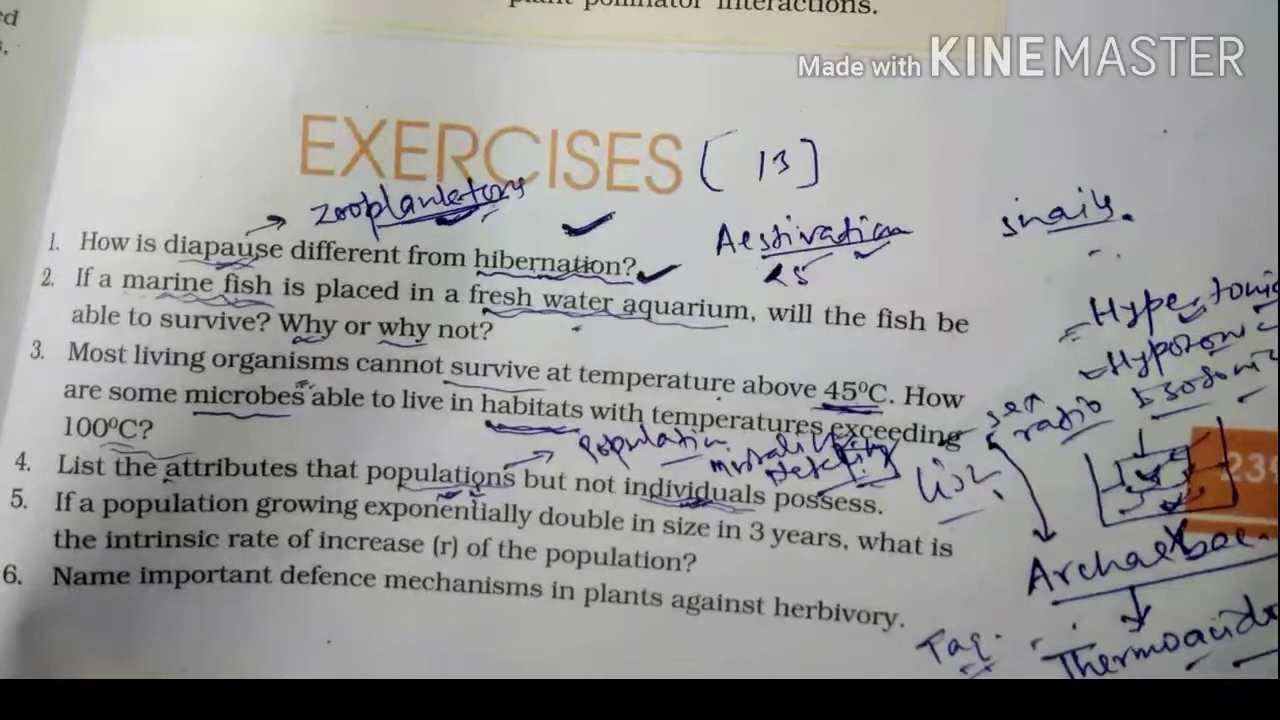 plant pollinator interactions.
Made with KINEMASTER
EXERCISES ( 13 )
zooplanktons
Aestivation
snails.
1. How is diapause different from hibernation?
2. If a marine fish is placed in a fresh water aquarium, will the fish be
able to survive? Why or why not?
Hypertonic
Hypotonic
3. Most living organisms cannot survive at temperature above 45ºC. How
are some microbes able to live in habitats with temperatures exceeding
100ºC?
sex
ratio
Population
4. List the attributes that populations but not individuals possess.
5. If a population growing exponentially double in size in 3 years, what is
the intrinsic rate of increase (r) of the population?
6. Name important defence mechanisms in plants against herbivory.
Taq.